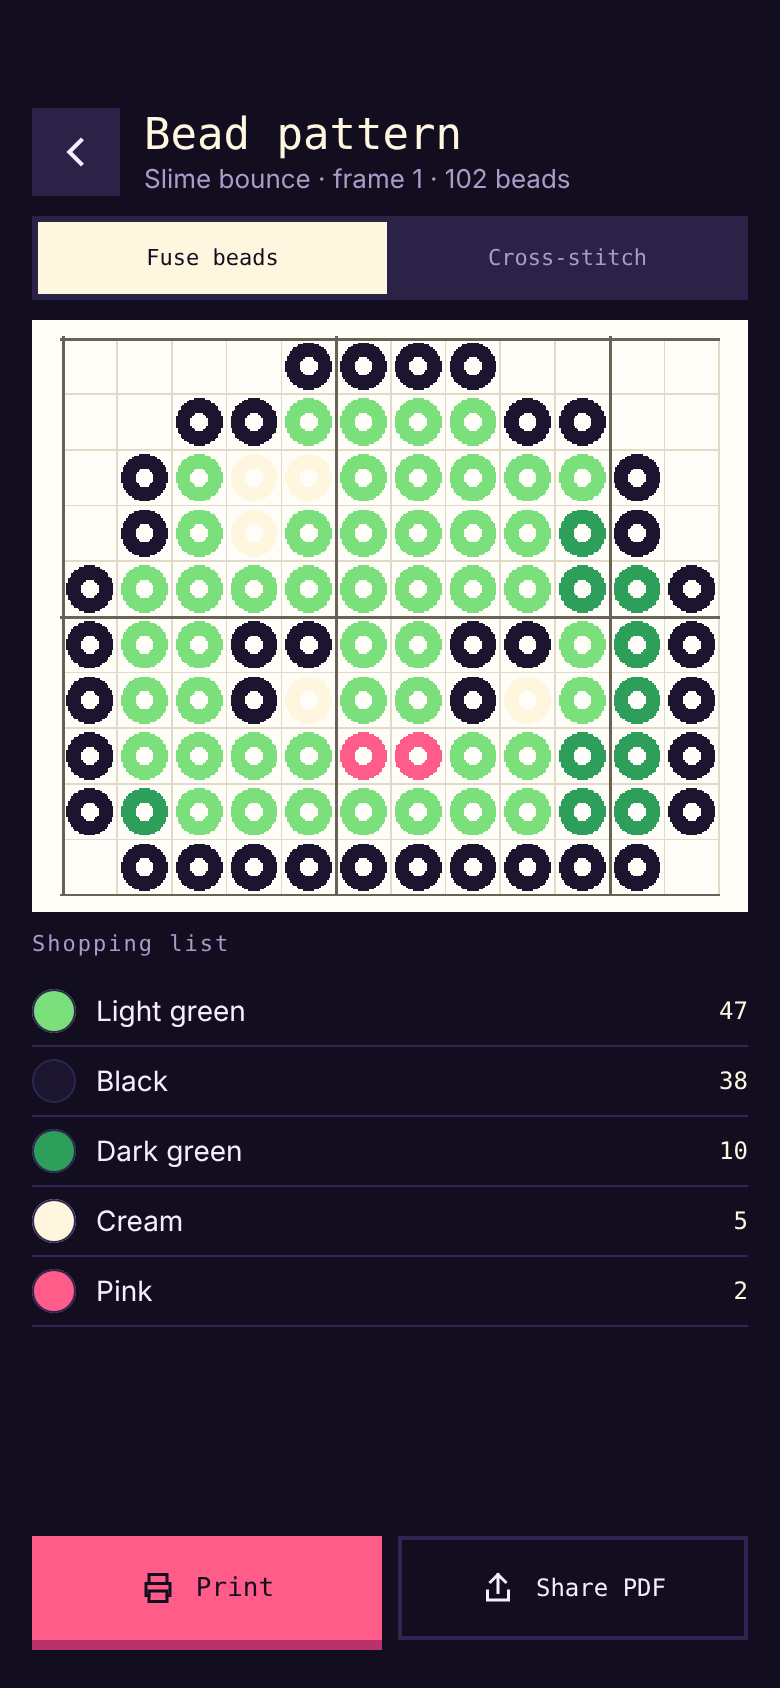 Bead pattern
Slime bounce · frame 1 · 102 beads
Fuse beads
Cross-stitch
Shopping list
Light green 47
Black 38
Dark green 10
Cream 5
Pink 2
Print
Share PDF